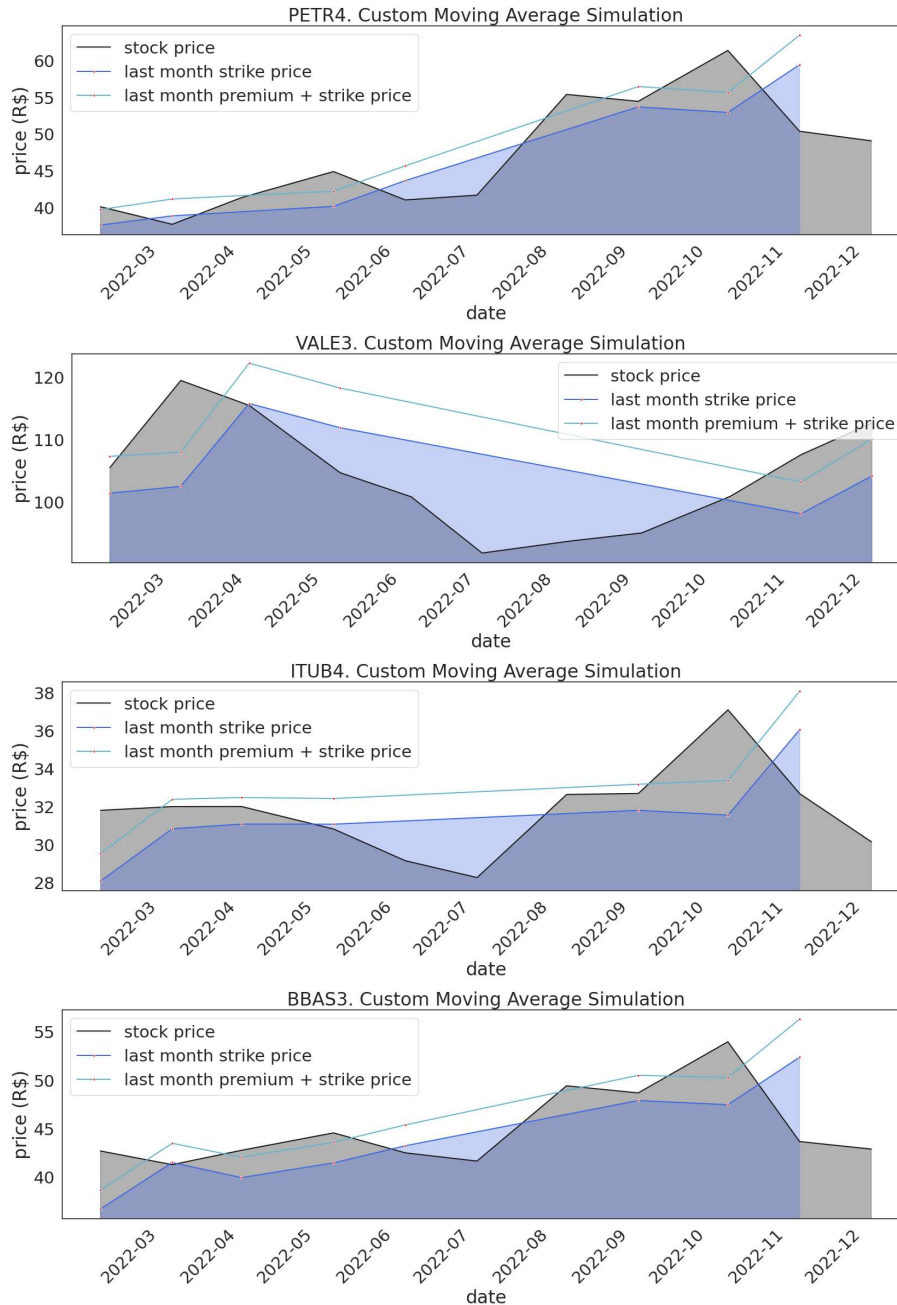 PETR4. Custom Moving Average Simulation
stock price
last month strike price
last month premium + strike price
price (R$)
60
55
50
45
40
2022-03
2022-04
2022-05
2022-06
2022-07
2022-08
2022-09
2022-10
2022-11
2022-12
date
VALE3. Custom Moving Average Simulation
stock price
last month strike price
last month premium + strike price
price (R$)
120
110
100
2022-03
2022-04
2022-05
2022-06
2022-07
2022-08
2022-09
2022-10
2022-11
2022-12
date
ITUB4. Custom Moving Average Simulation
stock price
last month strike price
last month premium + strike price
price (R$)
38
36
34
32
30
28
2022-03
2022-04
2022-05
2022-06
2022-07
2022-08
2022-09
2022-10
2022-11
2022-12
date
BBAS3. Custom Moving Average Simulation
stock price
last month strike price
last month premium + strike price
price (R$)
55
50
45
40
2022-03
2022-04
2022-05
2022-06
2022-07
2022-08
2022-09
2022-10
2022-11
2022-12
date